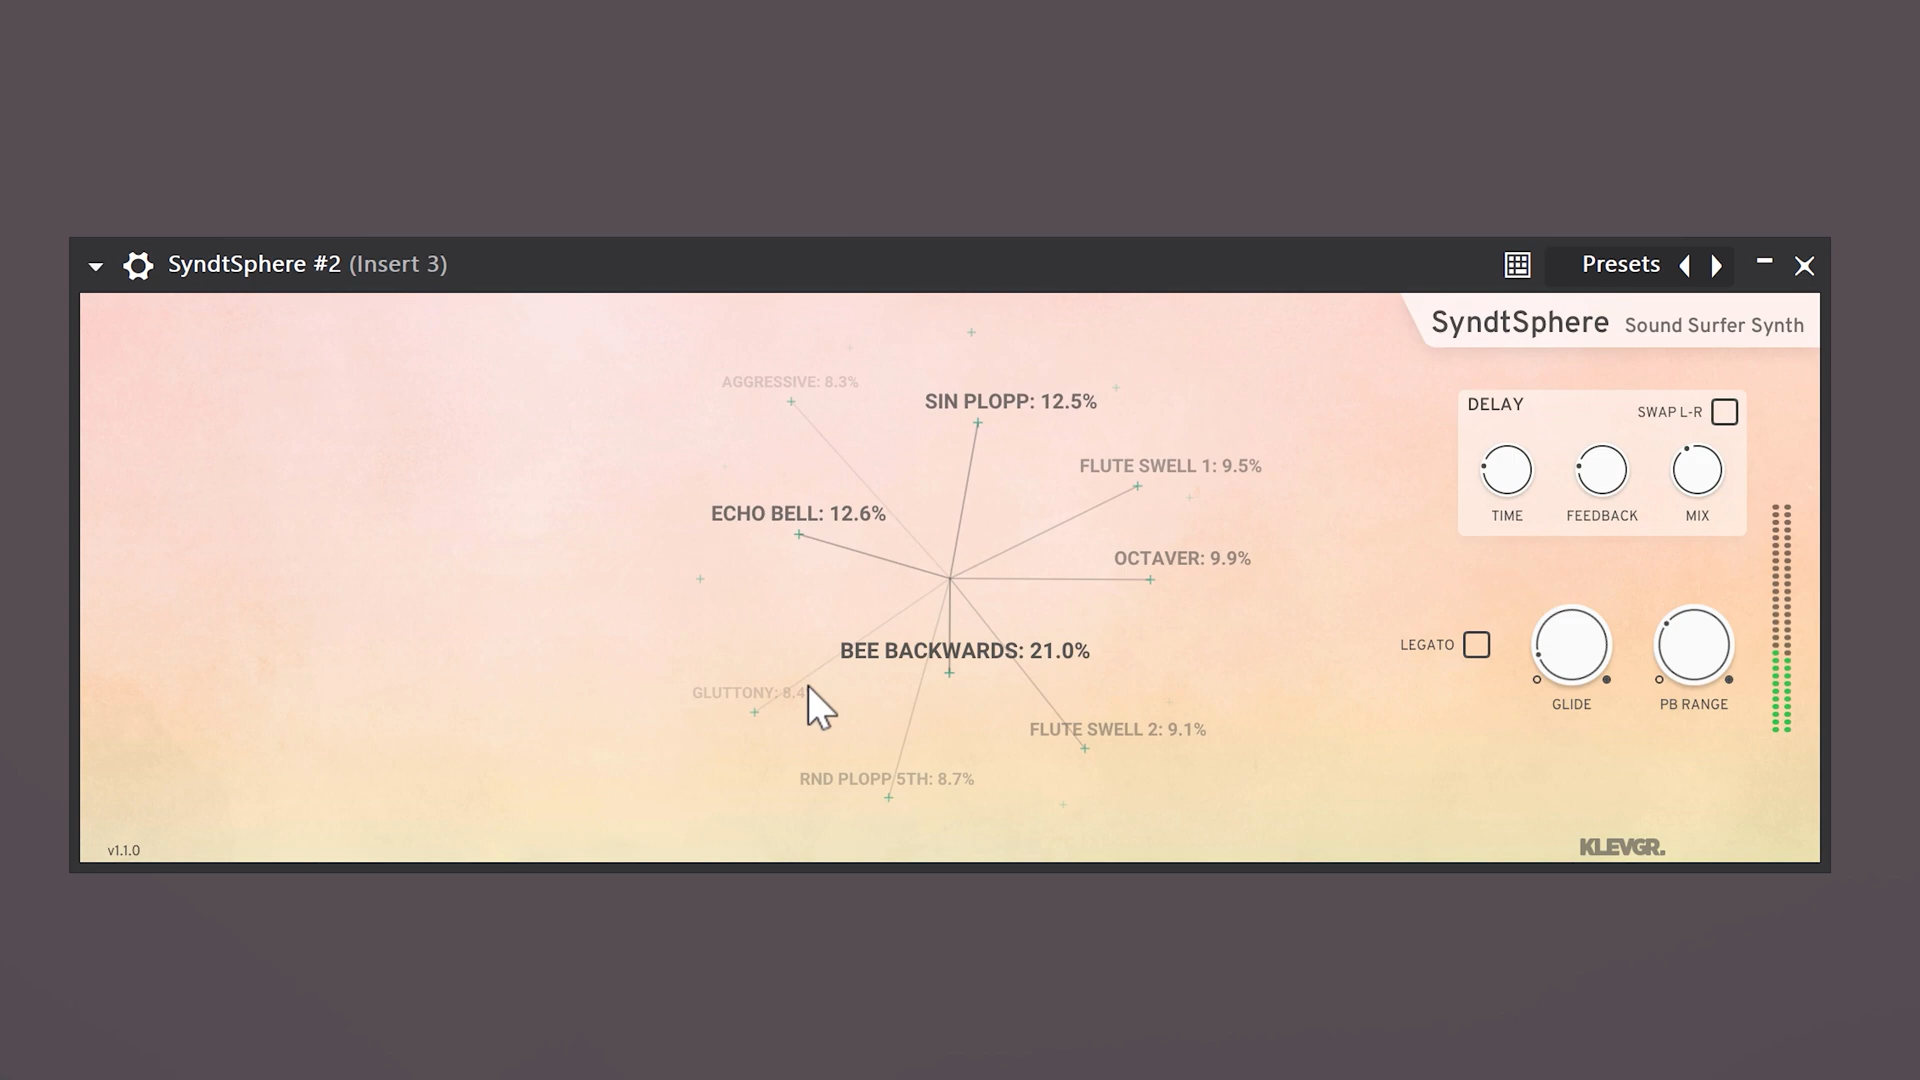 SyndtSphere #2 (Insert 3)
Presets
SyndtSphere Sound Surfer Synth
AGGRESSIVE: 8.3%
SIN PLOPP: 12.5%
DELAY
SWAP L-R
FLUTE SWELL 1: 9.5%
ECHO BELL: 12.6%
TIME FEEDBACK MIX
OCTAVER: 9.9%
BEE BACKWARDS: 21.0%
LEGATO
GLUTTONY: 8.4
GLIDE PB RANGE
FLUTE SWELL 2: 9.1%
RND PLOPP 5TH: 8.7%
v1.1.0
KLEVGR.